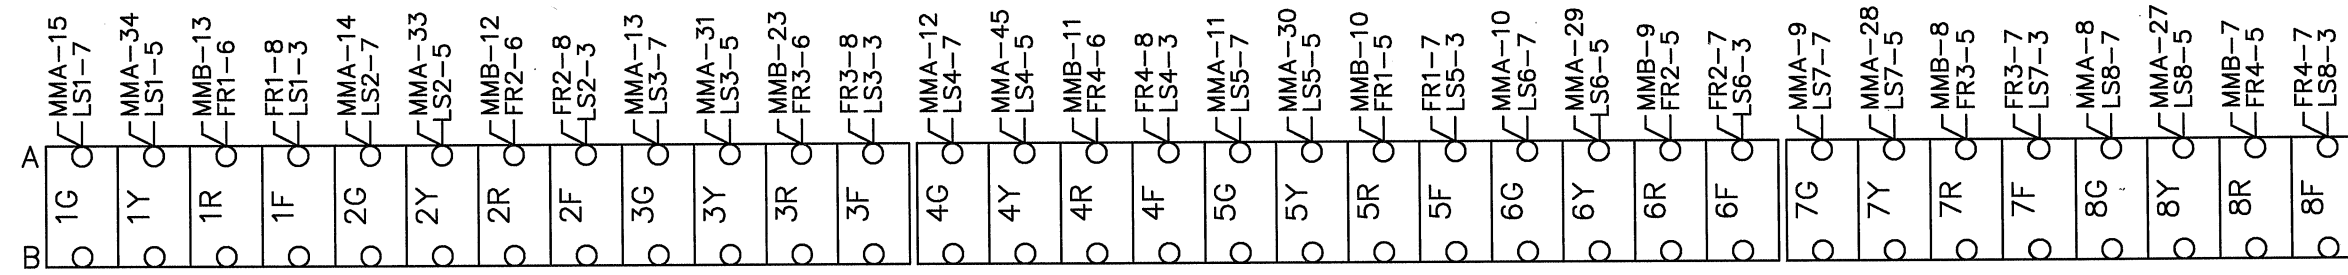 MMA-15
LS1-7
MMA-34
LS1-5
MMB-13
FR1-6
FR1-8
LS1-3
MMA-14
LS2-7
MMA-33
LS2-5
MMB-12
FR2-6
FR2-8
LS2-3
MMA-13
LS3-7
MMA-31
LS3-5
MMB-23
FR3-6
FR3-8
LS3-3
MMA-12
LS4-7
MMA-45
LS4-5
MMB-11
FR4-6
FR4-8
LS4-3
MMA-11
LS5-7
MMA-30
LS5-5
MMB-10
FR1-5
FR1-7
LS5-3
MMA-10
LS6-7
MMA-29
LS6-5
MMB-9
FR2-5
FR2-7
LS6-3
MMA-9
LS7-7
MMA-28
LS7-5
MMB-8
FR3-5
FR3-7
LS7-3
MMA-8
LS8-7
MMA-27
LS8-5
MMB-7
FR4-5
FR4-7
LS8-3
A
1G
1Y
1R
1F
2G
2Y
2R
2F
3G
3Y
3R
3F
4G
4Y
4R
4F
5G
5Y
5R
5F
6G
6Y
6R
6F
7G
7Y
7R
7F
8G
8Y
8R
8F
B